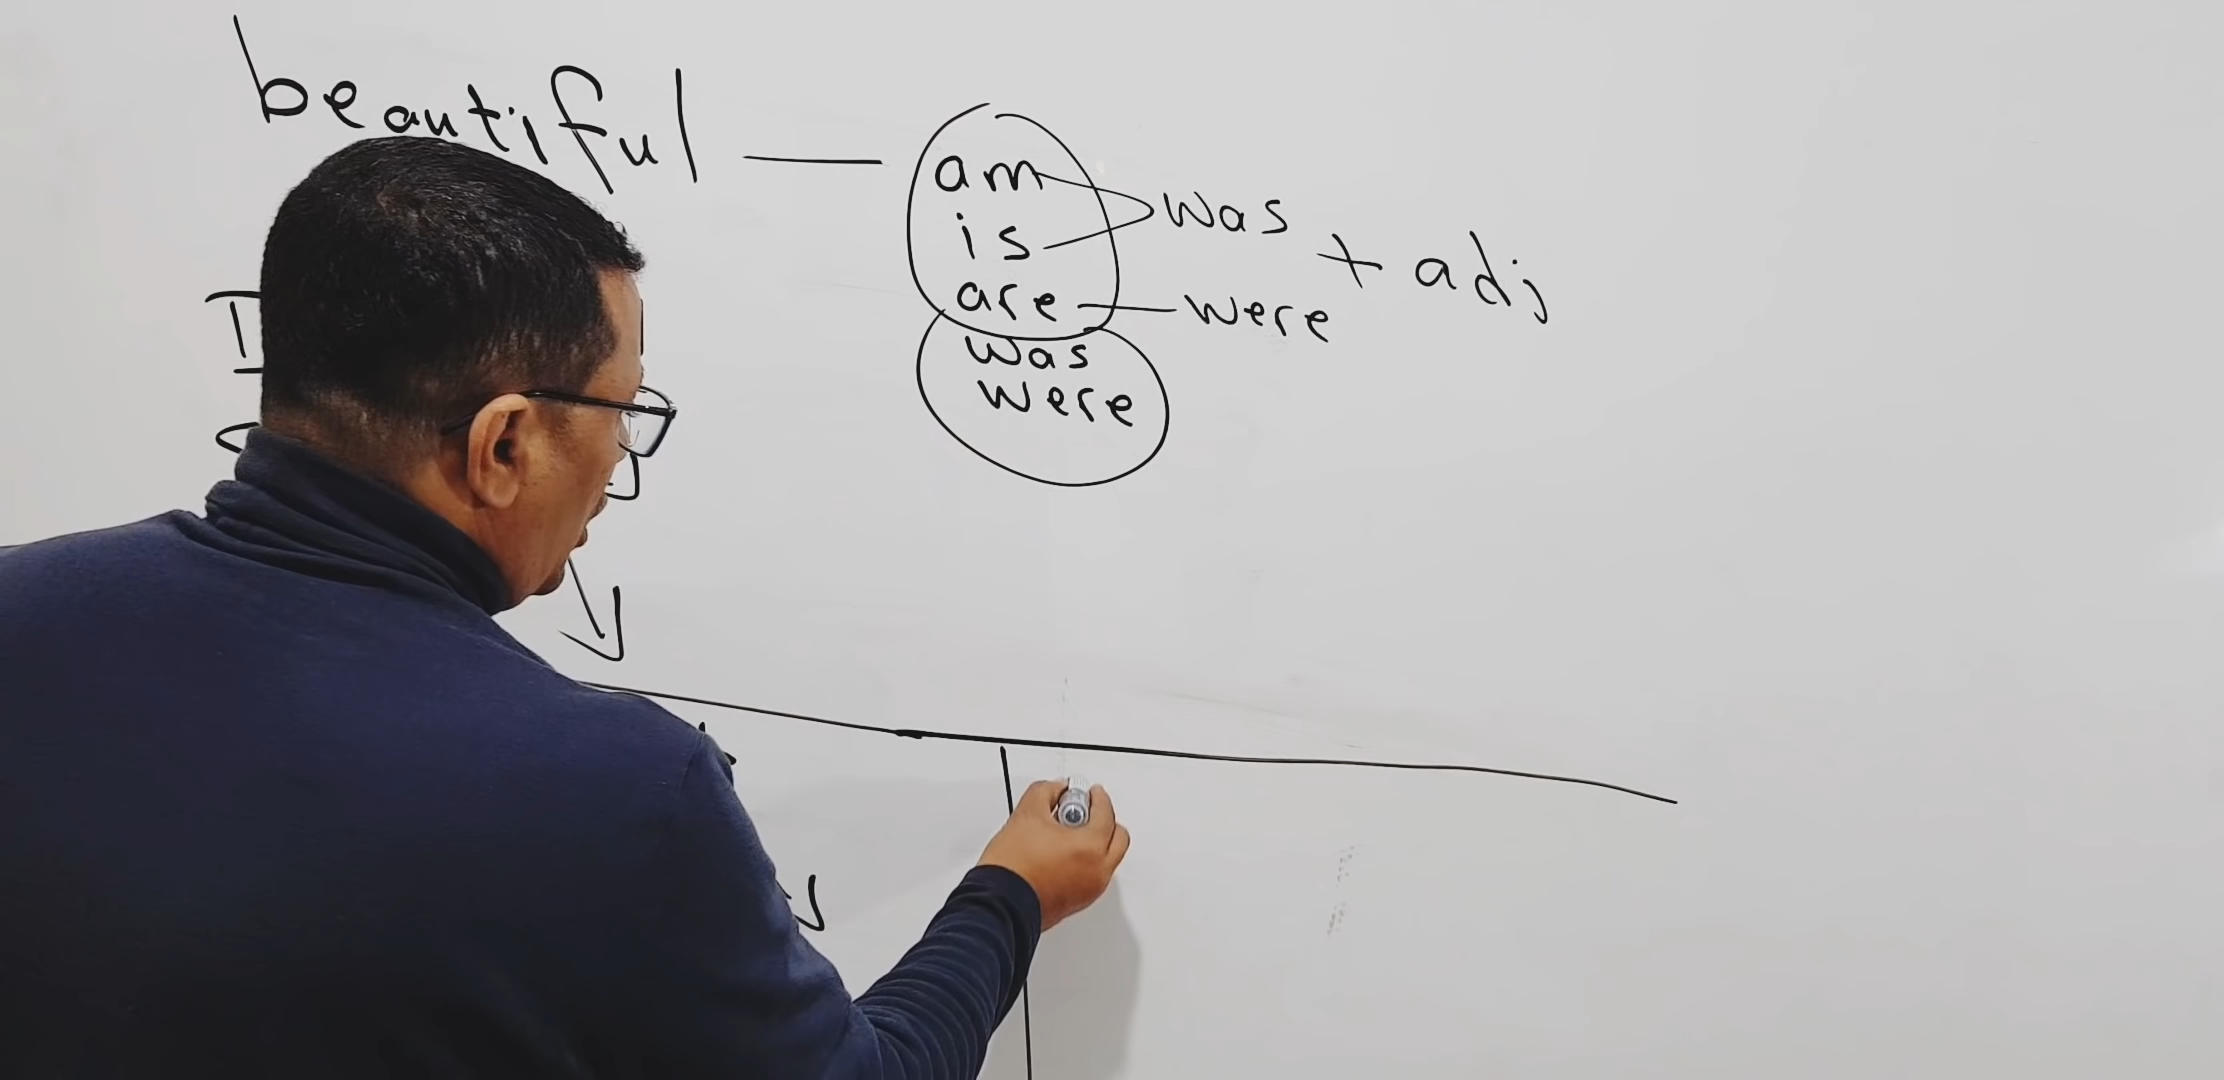 beautiful — am
is
are
was
were
was
were
+ adj